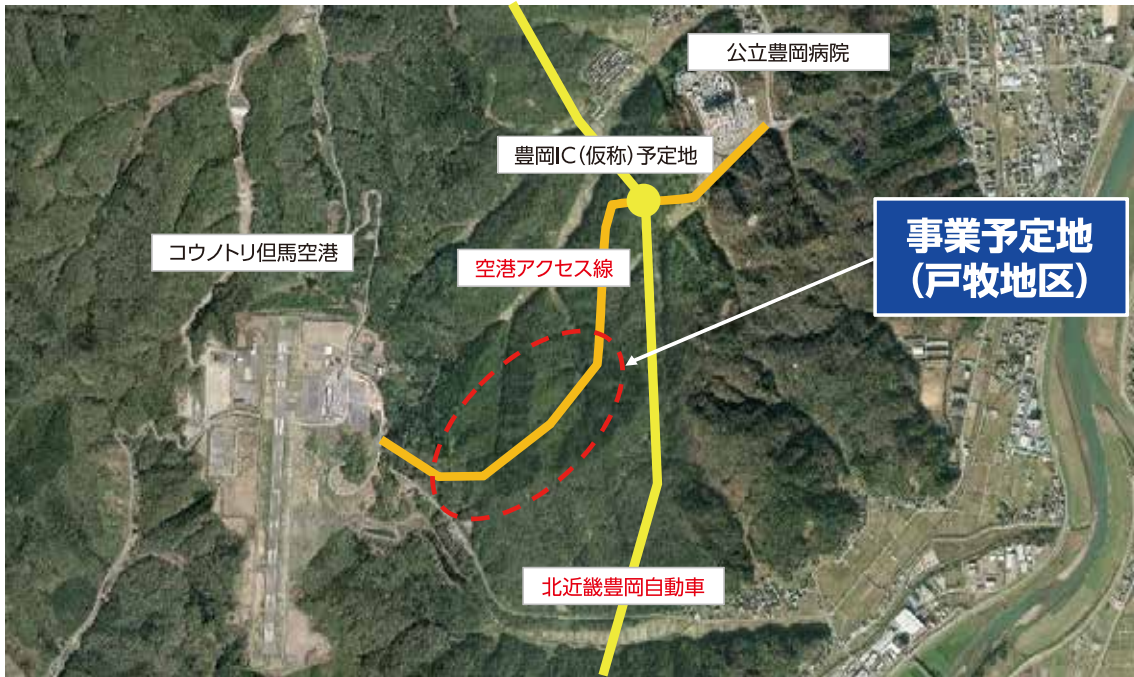 公立豊岡病院
豊岡IC(仮称)予定地
コウノトリ但馬空港
空港アクセス線
事業予定地
(戸牧地区)
北近畿豊岡自動車